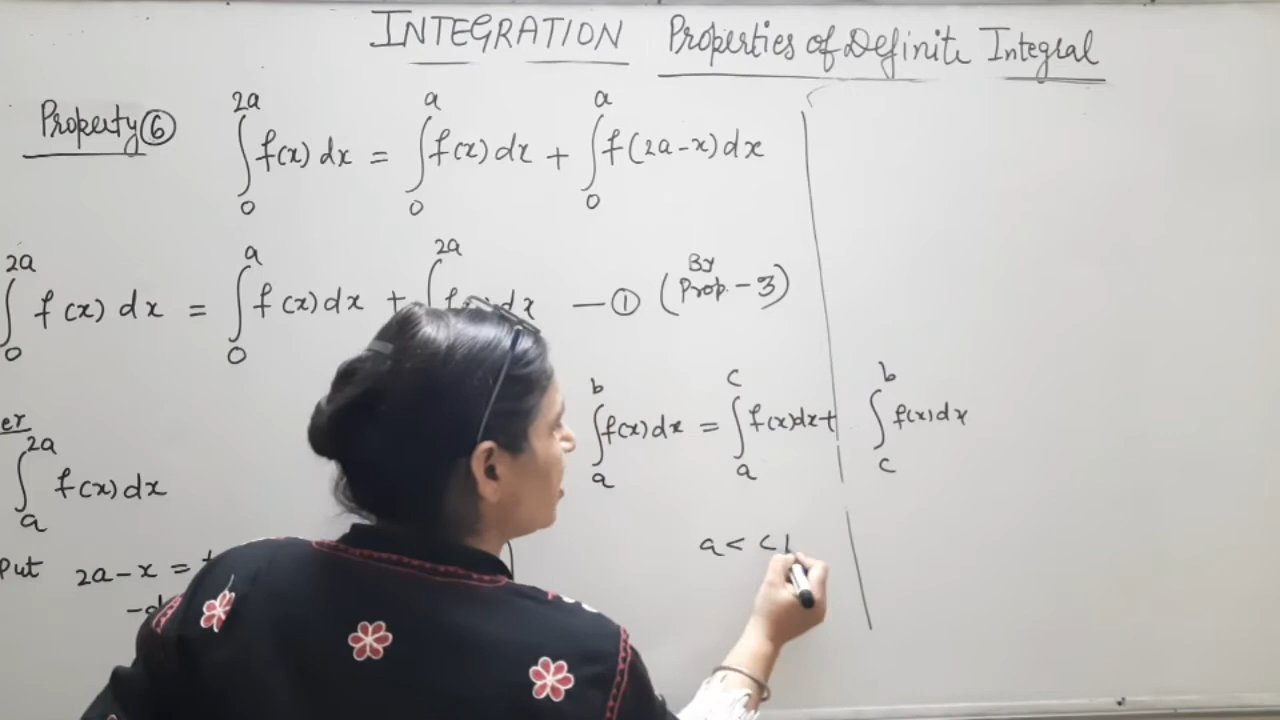 INTEGRATION Properties of Definite Integral
Property ⑥ ∫₀²ᵃ f(x) dx = ∫₀ᵃ f(x) dx + ∫₀ᵃ f(2a-x) dx
∫₀²ᵃ f(x) dx = ∫₀ᵃ f(x) dx + ∫ 2a dx — ① (By Prop. - 3)
∫ₐᵇ f(x) dx = ∫ₐᶜ f(x) dx + ∫꜀ᵇ f(x) dx
∫ₐ²ᵃ f(x) dx
a < c
Put 2a-x =